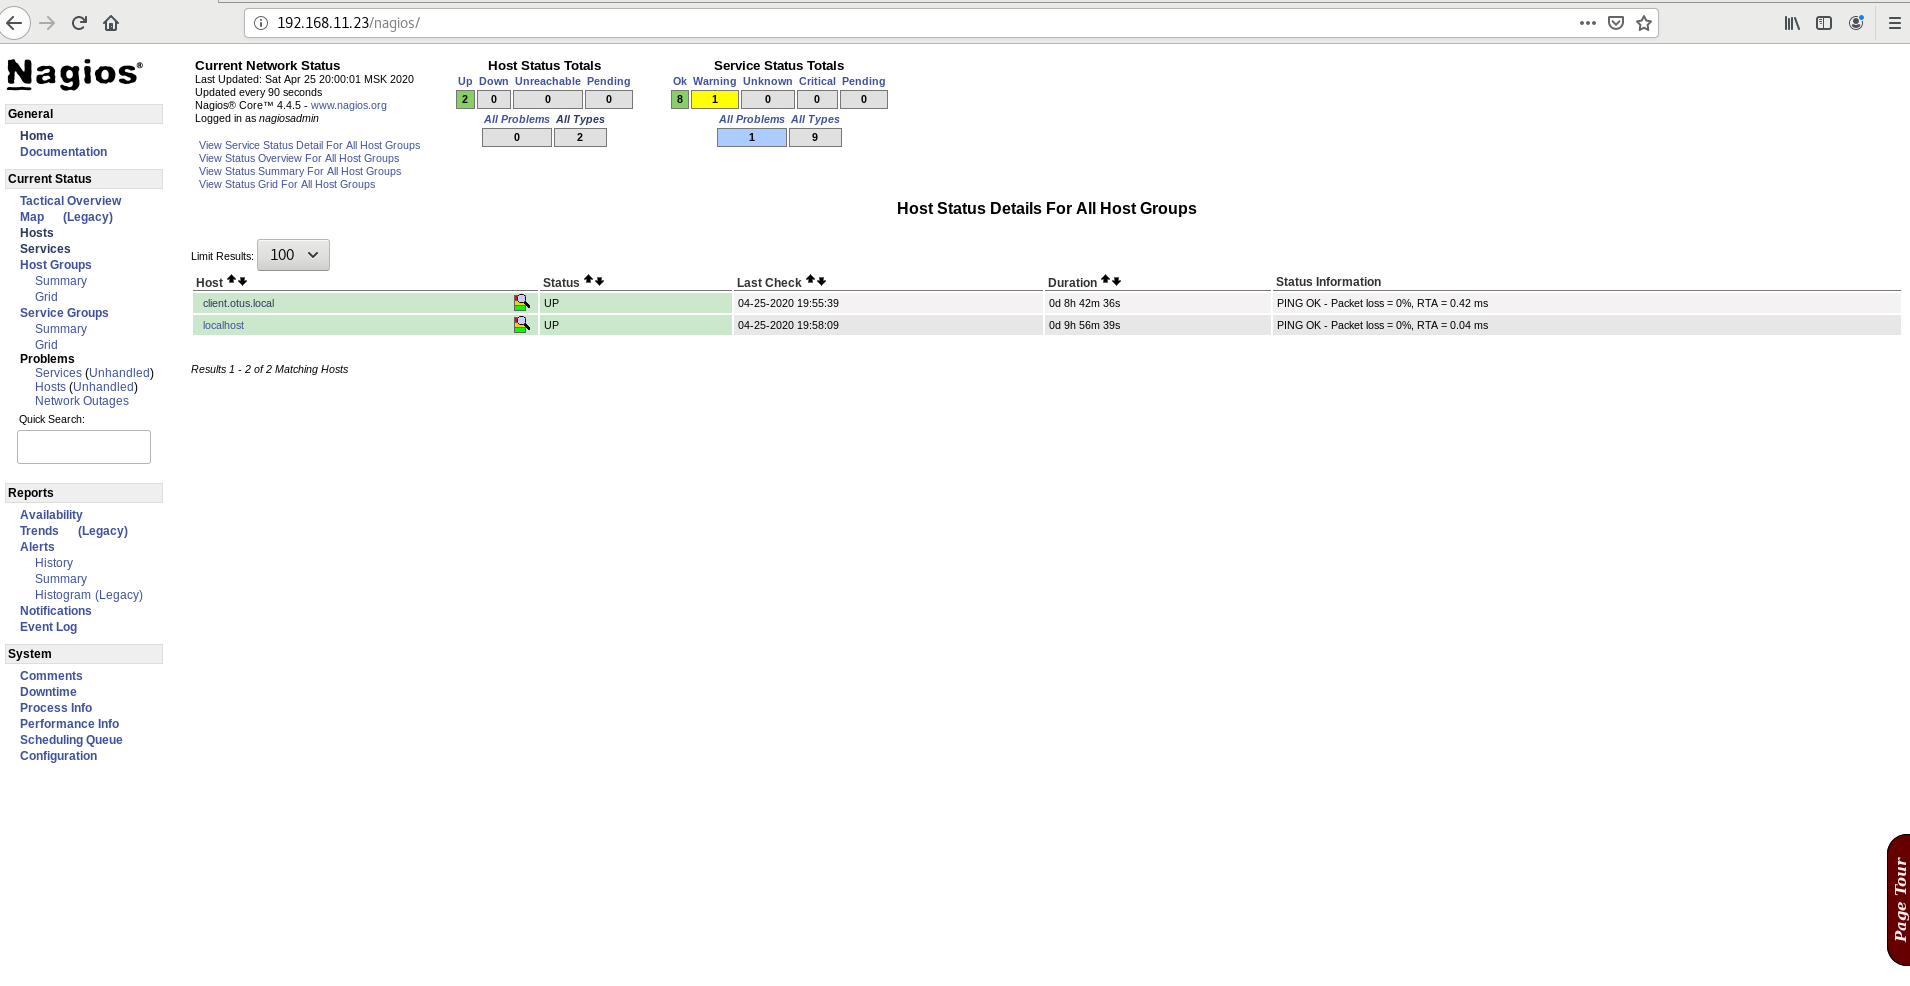 192.168.11.23/nagios/
Nagios®
General
Home
Documentation
Current Status
Tactical Overview
Map (Legacy)
Hosts
Services
Host Groups
Summary
Grid
Service Groups
Summary
Grid
Problems
Services (Unhandled)
Hosts (Unhandled)
Network Outages
Quick Search:
Reports
Availability
Trends (Legacy)
Alerts
History
Summary
Histogram (Legacy)
Notifications
Event Log
System
Comments
Downtime
Process Info
Performance Info
Scheduling Queue
Configuration
Current Network Status
Last Updated: Sat Apr 25 20:00:01 MSK 2020
Updated every 90 seconds
Nagios® Core™ 4.4.5 - www.nagios.org
Logged in as nagiosadmin
View Service Status Detail For All Host Groups
View Status Overview For All Host Groups
View Status Summary For All Host Groups
View Status Grid For All Host Groups
Host Status Totals
Up Down Unreachable Pending
2 0 0 0
All Problems All Types
0 2
Service Status Totals
Ok Warning Unknown Critical Pending
8 1 0 0 0
All Problems All Types
1 9
Host Status Details For All Host Groups
Limit Results: 100
Host Status Last Check Duration Status Information
client.otus.local UP 04-25-2020 19:55:39 0d 8h 42m 36s PING OK - Packet loss = 0%, RTA = 0.42 ms
localhost UP 04-25-2020 19:58:09 0d 9h 56m 39s PING OK - Packet loss = 0%, RTA = 0.04 ms
Results 1 - 2 of 2 Matching Hosts
Page Tour